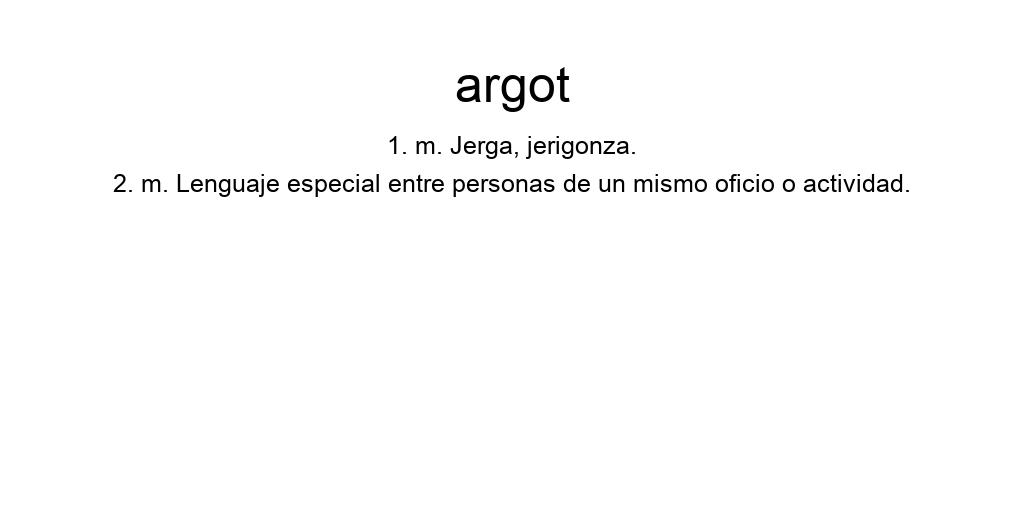 argot
1. m. Jerga, jerigonza.
2. m. Lenguaje especial entre personas de un mismo oficio o actividad.